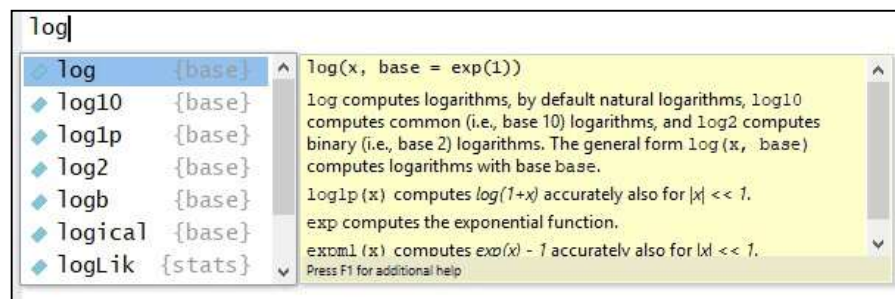 log
log {base}
log10 {base}
log1p {base}
log2 {base}
logb {base}
logical {base}
logLik {stats}
log(x, base = exp(1))
log computes logarithms, by default natural logarithms, log10
computes common (i.e., base 10) logarithms, and log2 computes
binary (i.e., base 2) logarithms. The general form log(x, base)
computes logarithms with base base.
log1p(x) computes log(1+x) accurately also for |x| << 1.
exp computes the exponential function.
expm1(x) computes exp(x) - 1 accurately also for |x| << 1.
Press F1 for additional help